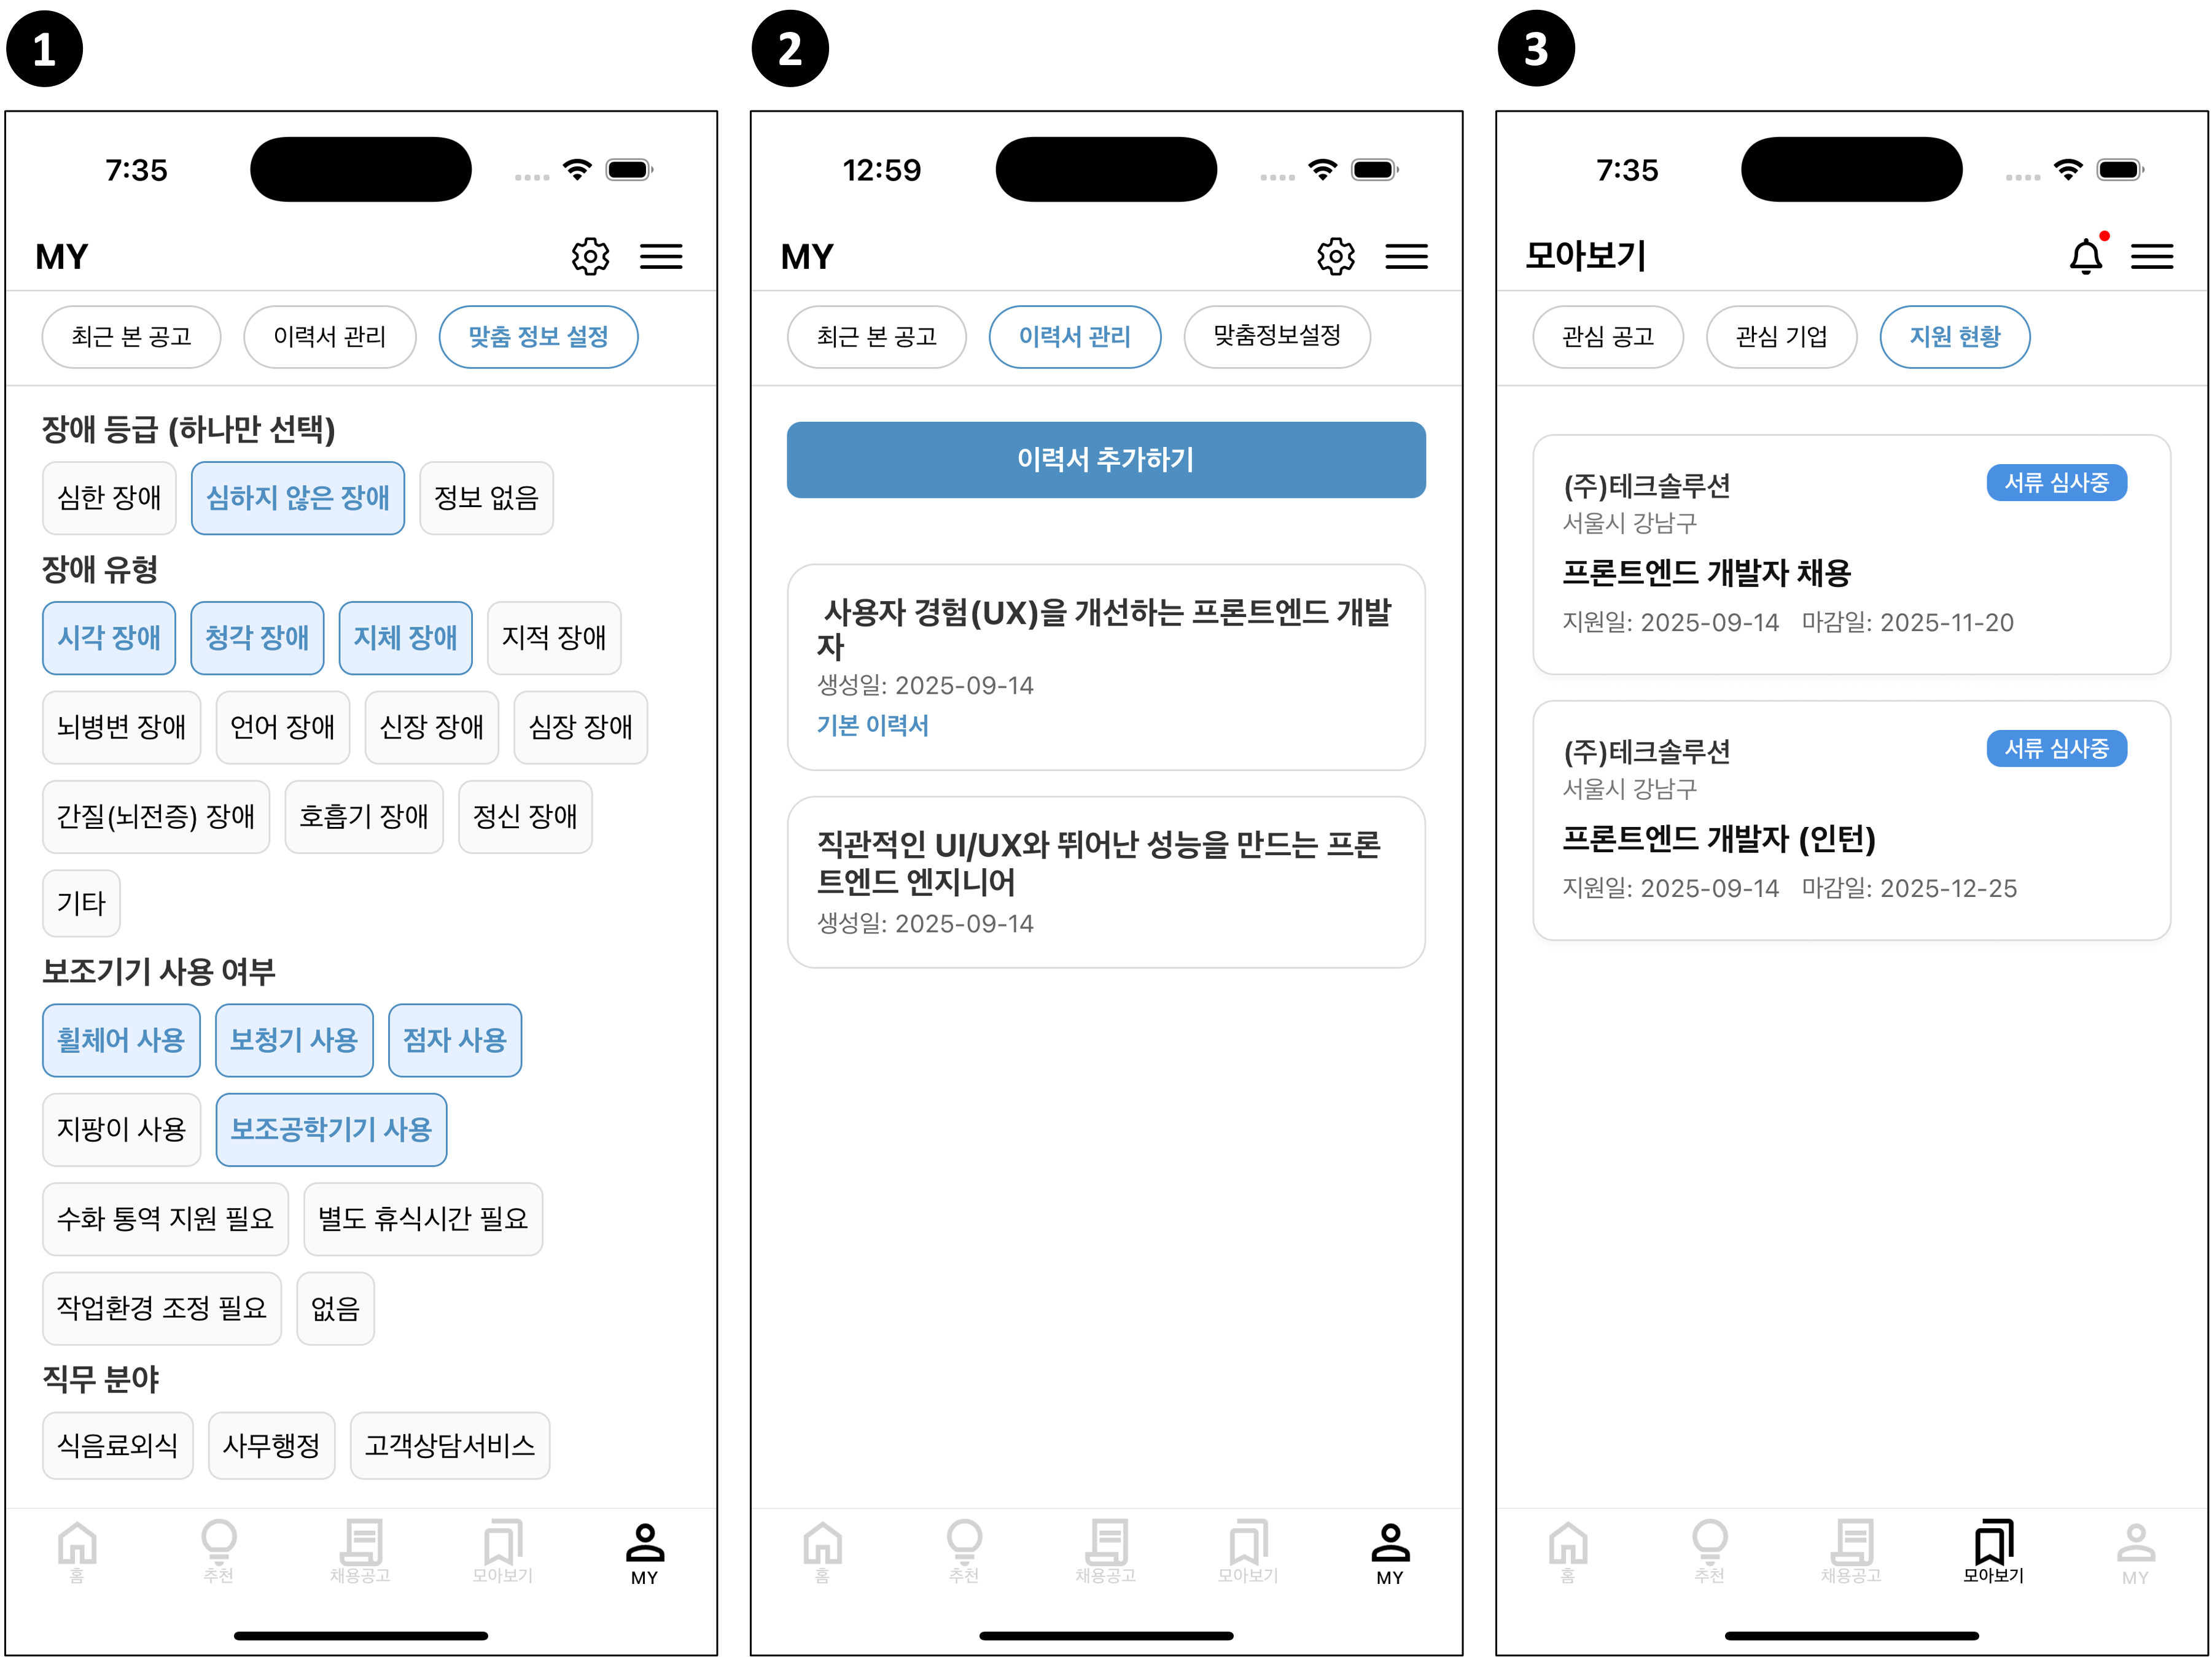 1
7:35
MY
최근 본 공고 이력서 관리 맞춤 정보 설정
장애 등급 (하나만 선택)
심한 장애 심하지 않은 장애 정보 없음
장애 유형
시각 장애 청각 장애 지체 장애 지적 장애
뇌병변 장애 언어 장애 신장 장애 심장 장애
간질(뇌전증) 장애 호흡기 장애 정신 장애
기타
보조기기 사용 여부
휠체어 사용 보청기 사용 점자 사용
지팡이 사용 보조공학기기 사용
수화 통역 지원 필요 별도 휴식시간 필요
작업환경 조정 필요 없음
직무 분야
식음료외식 사무행정 고객상담서비스
홈 추천 채용공고 모아보기 MY
2
12:59
MY
최근 본 공고 이력서 관리 맞춤정보설정
이력서 추가하기
사용자 경험(UX)을 개선하는 프론트엔드 개발
자
생성일: 2025-09-14
기본 이력서
직관적인 UI/UX와 뛰어난 성능을 만드는 프론
트엔드 엔지니어
생성일: 2025-09-14
홈 추천 채용공고 모아보기 MY
3
7:35
모아보기
관심 공고 관심 기업 지원 현황
(주)테크솔루션 서류 심사중
서울시 강남구
프론트엔드 개발자 채용
지원일: 2025-09-14 마감일: 2025-11-20
(주)테크솔루션 서류 심사중
서울시 강남구
프론트엔드 개발자 (인턴)
지원일: 2025-09-14 마감일: 2025-12-25
홈 추천 채용공고 모아보기 MY